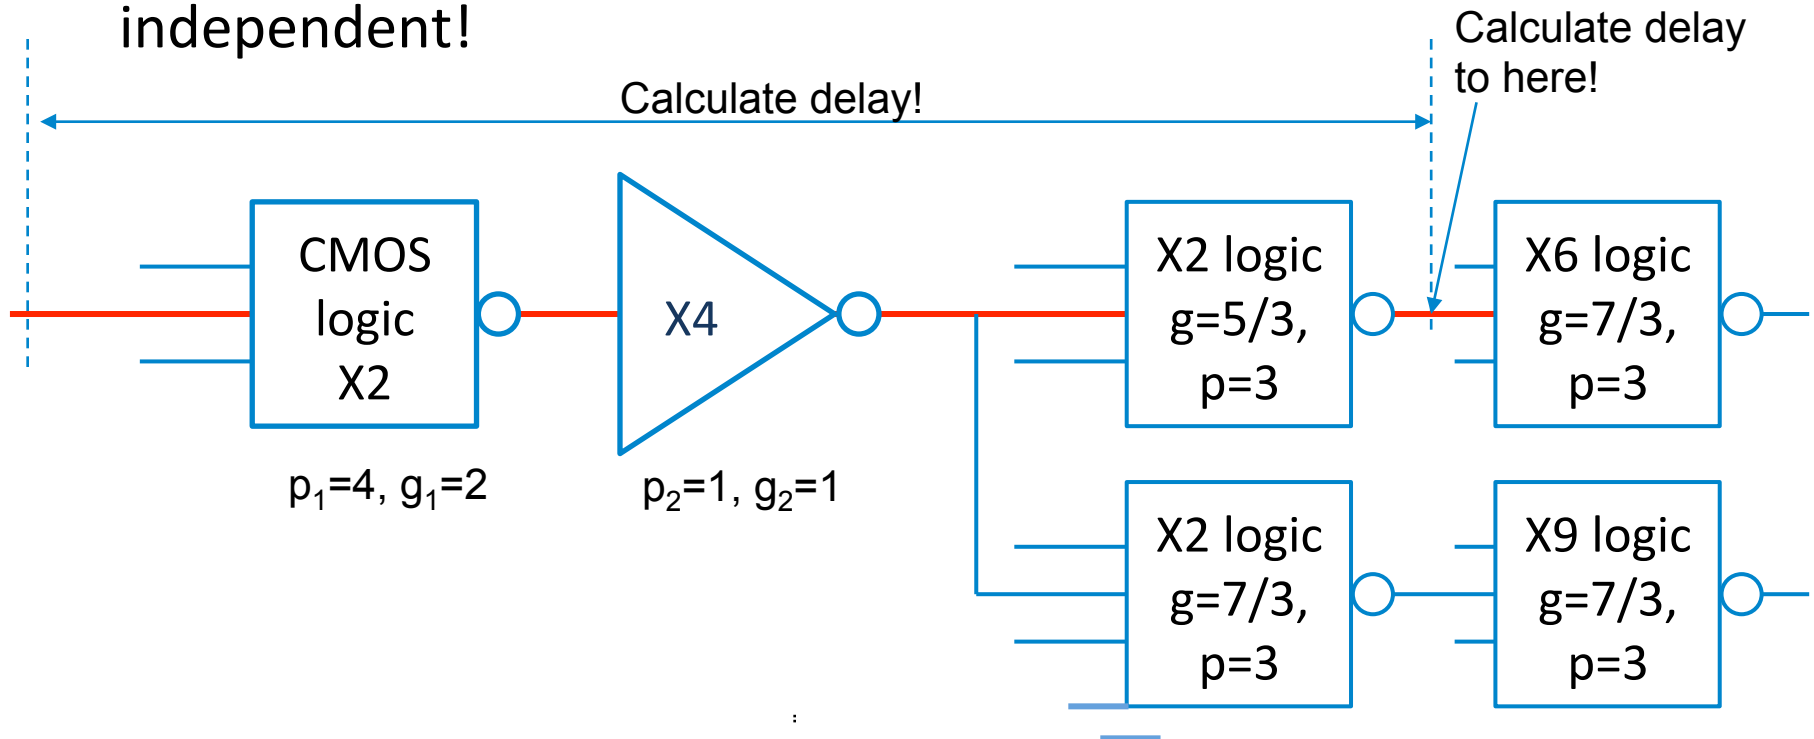 independent!
Calculate delay
to here!
Calculate delay!
CMOS
logic
X2
X4
X2 logic
g=5/3,
p=3
X6 logic
g=7/3,
p=3
p₁=4, g₁=2
p₂=1, g₂=1
X2 logic
g=7/3,
p=3
X9 logic
g=7/3,
p=3
: